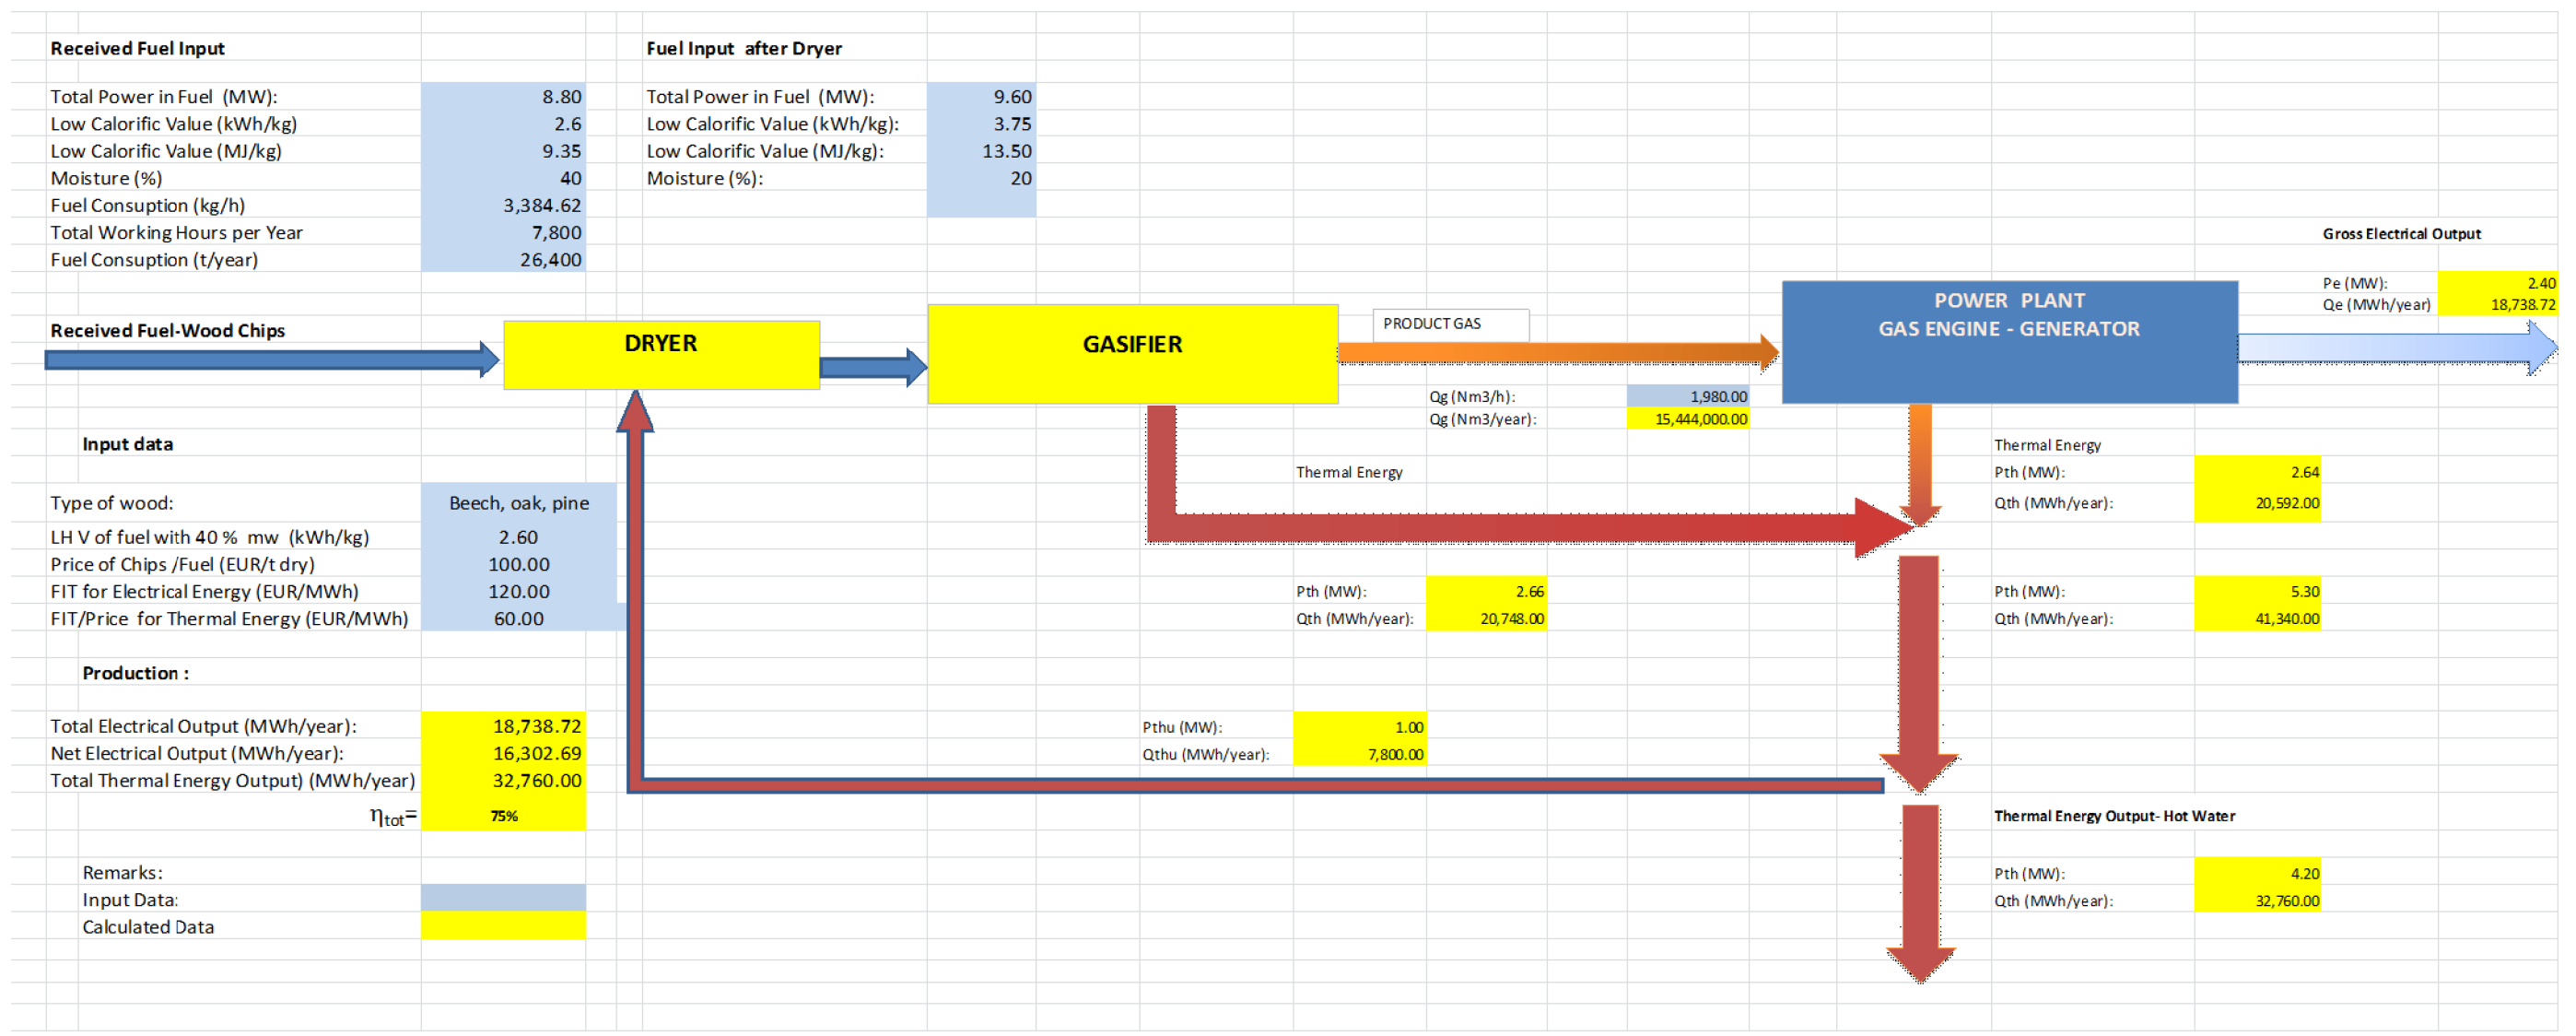 Received Fuel Input
Fuel Input after Dryer
Total Power in Fuel (MW): 8.80 Total Power in Fuel (MW): 9.60
Low Calorific Value (kWh/kg) 2.6 Low Calorific Value (kWh/kg): 3.75
Low Calorific Value (MJ/kg) 9.35 Low Calorific Value (MJ/kg): 13.50
Moisture (%) 40 Moisture (%): 20
Fuel Consuption (kg/h) 3,384.62
Total Working Hours per Year 7,800
Fuel Consuption (t/year) 26,400
Gross Electrical Output
Pe (MW): 2.40
Qe (MWh/year) 18,738.72
Received Fuel-Wood Chips
DRYER
GASIFIER
PRODUCT GAS
POWER PLANT
GAS ENGINE - GENERATOR
Qg (Nm3/h): 1,980.00
Qg (Nm3/year): 15,444,000.00
Input data
Thermal Energy
Thermal Energy
Pth (MW): 2.64
Qth (MWh/year): 20,592.00
Type of wood: Beech, oak, pine
LH V of fuel with 40 % mw (kWh/kg) 2.60
Price of Chips /Fuel (EUR/t dry) 100.00
FIT for Electrical Energy (EUR/MWh) 120.00
FIT/Price for Thermal Energy (EUR/MWh) 60.00
Pth (MW): 2.66
Qth (MWh/year): 20,748.00
Pth (MW): 5.30
Qth (MWh/year): 41,340.00
Production :
Total Electrical Output (MWh/year): 18,738.72
Net Electrical Output (MWh/year): 16,302.69
Total Thermal Energy Output) (MWh/year) 32,760.00
ηtot= 75%
Pthu (MW): 1.00
Qthu (MWh/year): 7,800.00
Thermal Energy Output- Hot Water
Pth (MW): 4.20
Qth (MWh/year): 32,760.00
Remarks:
Input Data:
Calculated Data